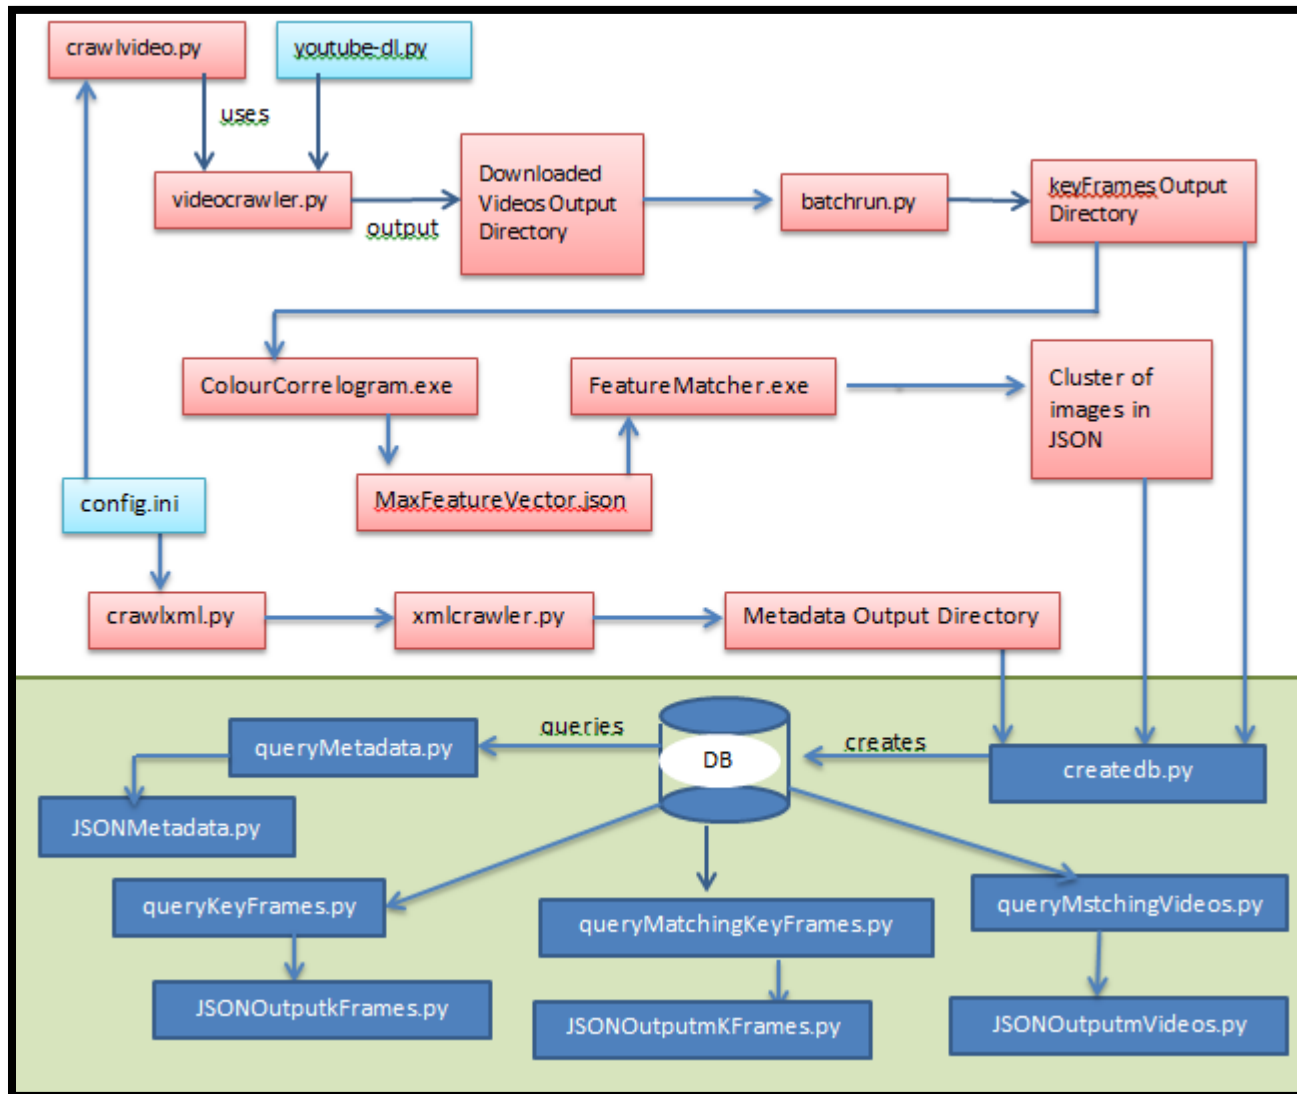 crawlvideo.py
youtube-dl.py
uses
videocrawler.py
output
Downloaded
Videos Output
Directory
batchrun.py
keyFrames Output
Directory
ColourCorrelogram.exe
FeatureMatcher.exe
Cluster of
images in
JSON
MaxFeatureVector.json
config.ini
crawlxml.py
xmlcrawler.py
Metadata Output Directory
queryMetadata.py
queries
DB
creates
createdb.py
JSONMetadata.py
queryKeyFrames.py
queryMatchingKeyFrames.py
queryMstchingVideos.py
JSONOutputkFrames.py
JSONOutputmKFrames.py
JSONOutputmVideos.py